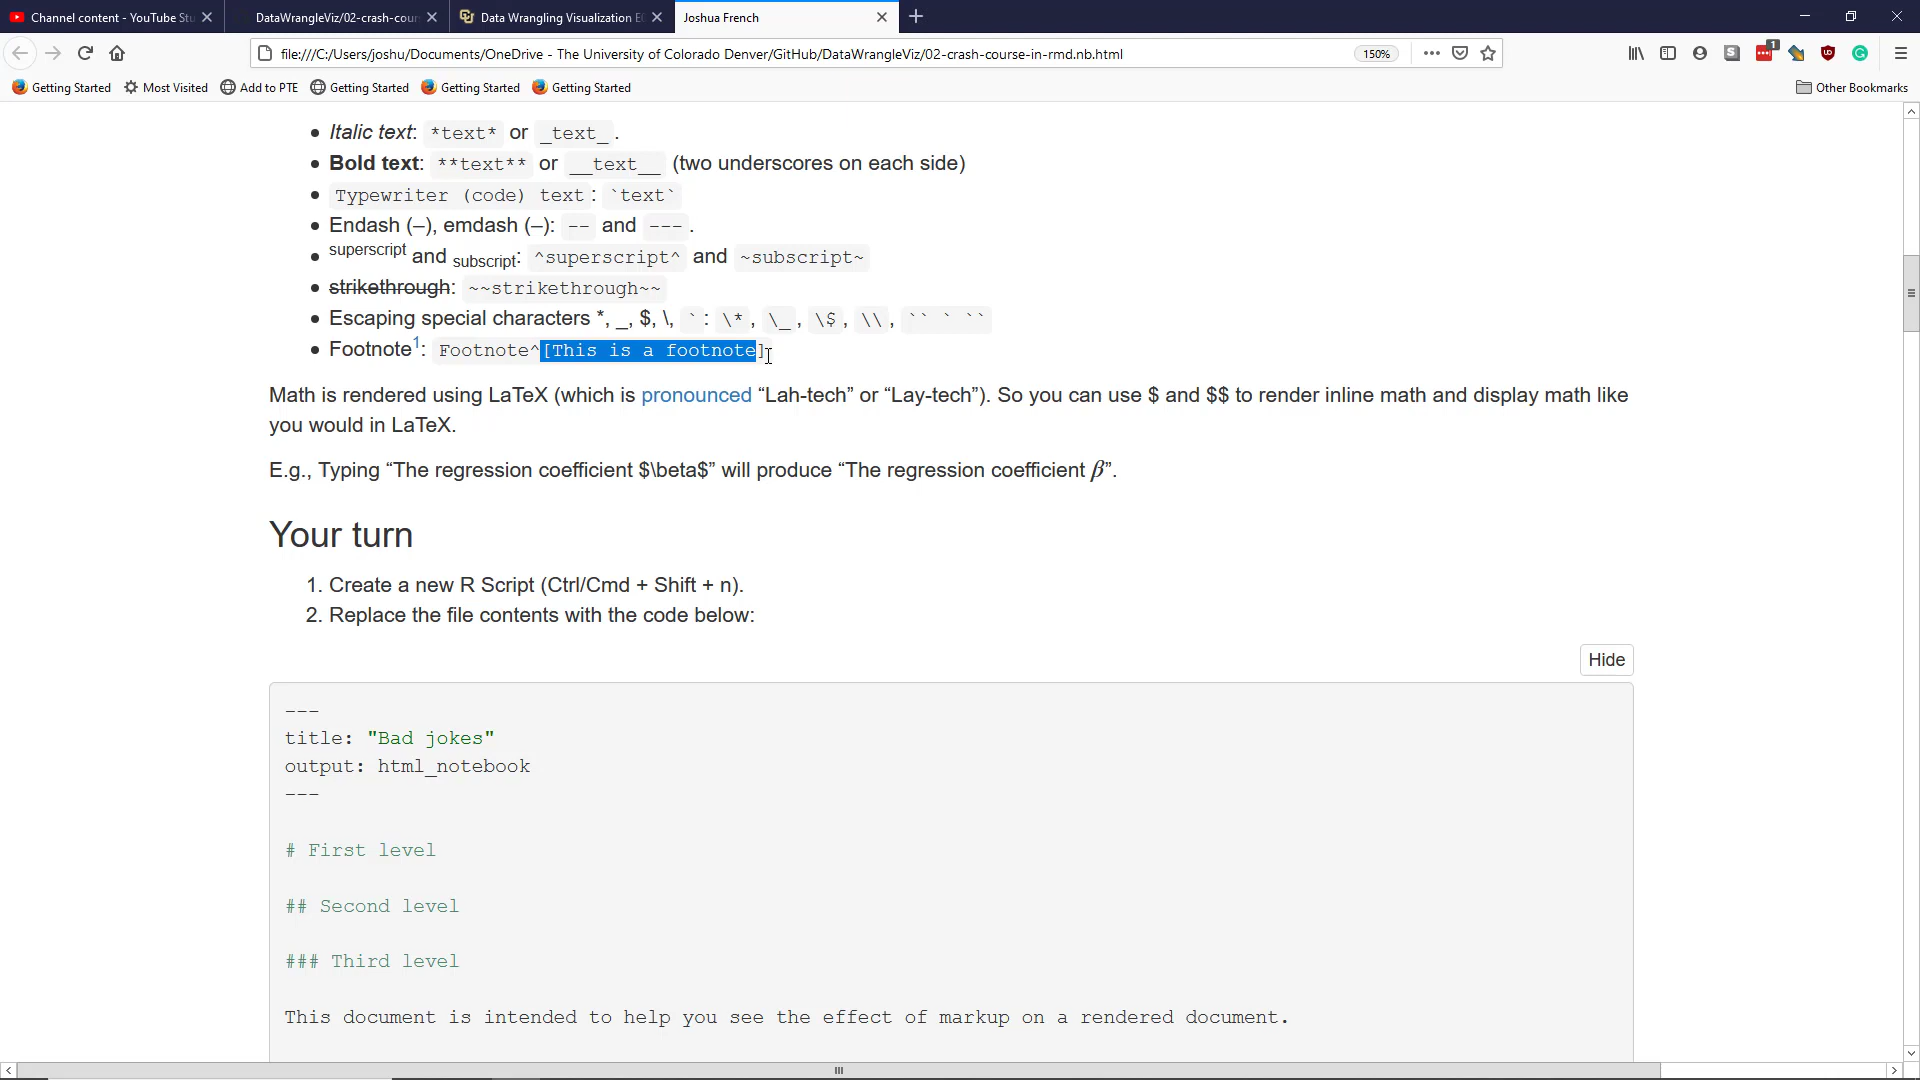 Channel content - YouTube Stu
DataWrangleViz/02-crash-cour
Data Wrangling Visualization EC
Joshua French
file:///C:/Users/joshu/Documents/OneDrive - The University of Colorado Denver/GitHub/DataWrangleViz/02-crash-course-in-rmd.nb.html
150%
1
Getting Started
Most Visited
Add to PTE
Getting Started
Getting Started
Getting Started
Other Bookmarks
• Italic text: *text* or _text_.
• Bold text: **text** or __text__ (two underscores on each side)
• Typewriter (code) text: `text`
• Endash (–), emdash (–): -- and ---.
• superscript and subscript: ^superscript^ and ~subscript~
• strikethrough: ~~strikethrough~~
• Escaping special characters *, _, $, \, `: \*, \_, \$, \\, `` ` ``
• Footnote1: Footnote^[This is a footnote]
Math is rendered using LaTeX (which is pronounced “Lah-tech” or “Lay-tech”). So you can use $ and $$ to render inline math and display math like
you would in LaTeX.
E.g., Typing “The regression coefficient $\beta$” will produce “The regression coefficient β”.
Your turn
1. Create a new R Script (Ctrl/Cmd + Shift + n).
2. Replace the file contents with the code below:
Hide
---
title: "Bad jokes"
output: html_notebook
---
# First level
## Second level
### Third level
This document is intended to help you see the effect of markup on a rendered document.